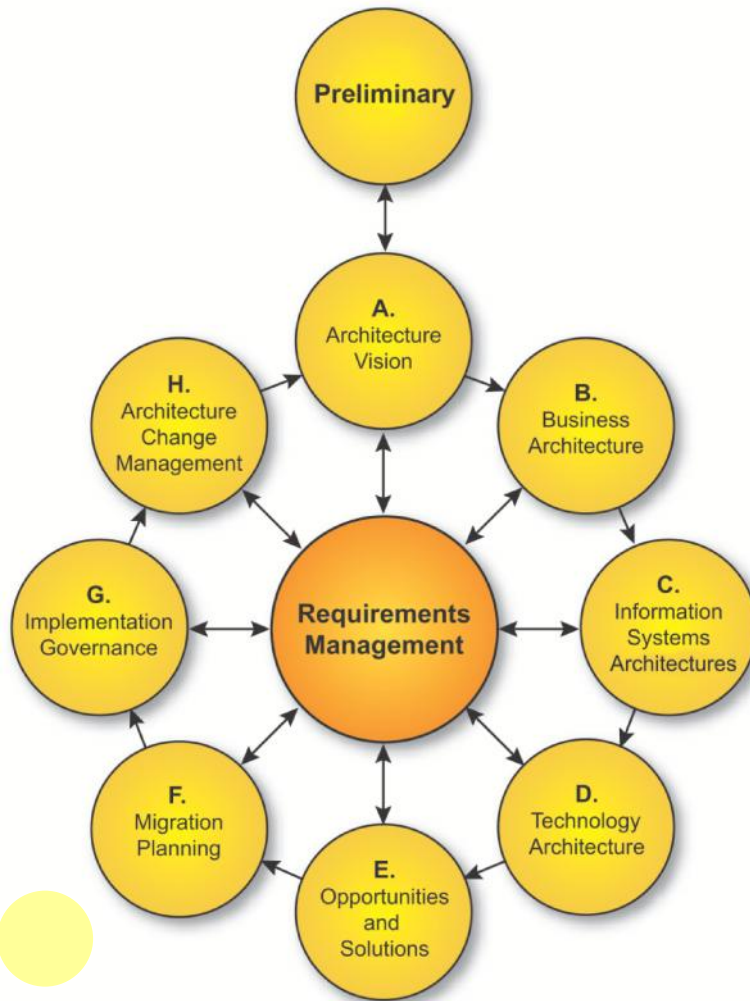 Preliminary
A.
Architecture
Vision
B.
Business
Architecture
C.
Information
Systems
Architectures
D.
Technology
Architecture
E.
Opportunities
and
Solutions
F.
Migration
Planning
G.
Implementation
Governance
H.
Architecture
Change
Management
Requirements
Management